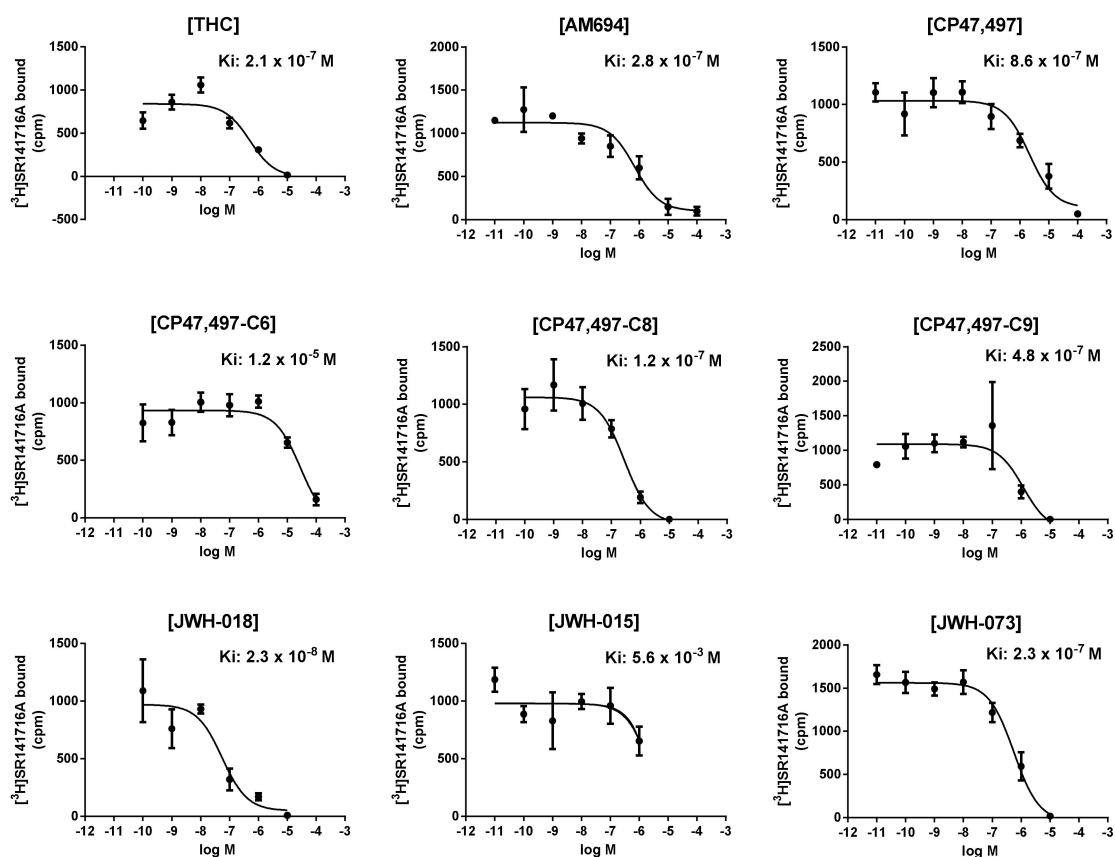 [THC]
Ki: 2.1 x 10⁻⁷ M
[³H]SR141716A bound
(cpm)
1500
1000
500
0
-500
-11 -10 -9 -8 -7 -6 -5 -4 -3
log M
[AM694]
Ki: 2.8 x 10⁻⁷ M
[³H]SR141716A bound
(cpm)
2000
1500
1000
500
0
-12 -11 -10 -9 -8 -7 -6 -5 -4 -3
log M
[CP47,497]
Ki: 8.6 x 10⁻⁷ M
[³H]SR141716A bound
(cpm)
1500
1000
500
0
-12 -11 -10 -9 -8 -7 -6 -5 -4 -3
log M
[CP47,497-C6]
Ki: 1.2 x 10⁻⁵ M
[³H]SR141716A bound
(cpm)
1500
1000
500
0
-12 -11 -10 -9 -8 -7 -6 -5 -4 -3
log M
[CP47,497-C8]
Ki: 1.2 x 10⁻⁷ M
[³H]SR141716A bound
(cpm)
1500
1000
500
0
-12 -11 -10 -9 -8 -7 -6 -5 -4 -3
log M
[CP47,497-C9]
Ki: 4.8 x 10⁻⁷ M
[³H]SR141716A bound
(cpm)
2500
2000
1500
1000
500
0
-12 -11 -10 -9 -8 -7 -6 -5 -4 -3
log M
[JWH-018]
Ki: 2.3 x 10⁻⁸ M
[³H]SR141716A bound
(cpm)
1500
1000
500
0
-12 -11 -10 -9 -8 -7 -6 -5 -4 -3
log M
[JWH-015]
Ki: 5.6 x 10⁻³ M
[³H]SR141716A bound
(cpm)
1500
1000
500
0
-12 -11 -10 -9 -8 -7 -6 -5 -4 -3
log M
[JWH-073]
Ki: 2.3 x 10⁻⁷ M
[³H]SR141716A bound
(cpm)
2000
1500
1000
500
0
-12 -11 -10 -9 -8 -7 -6 -5 -4 -3
log M